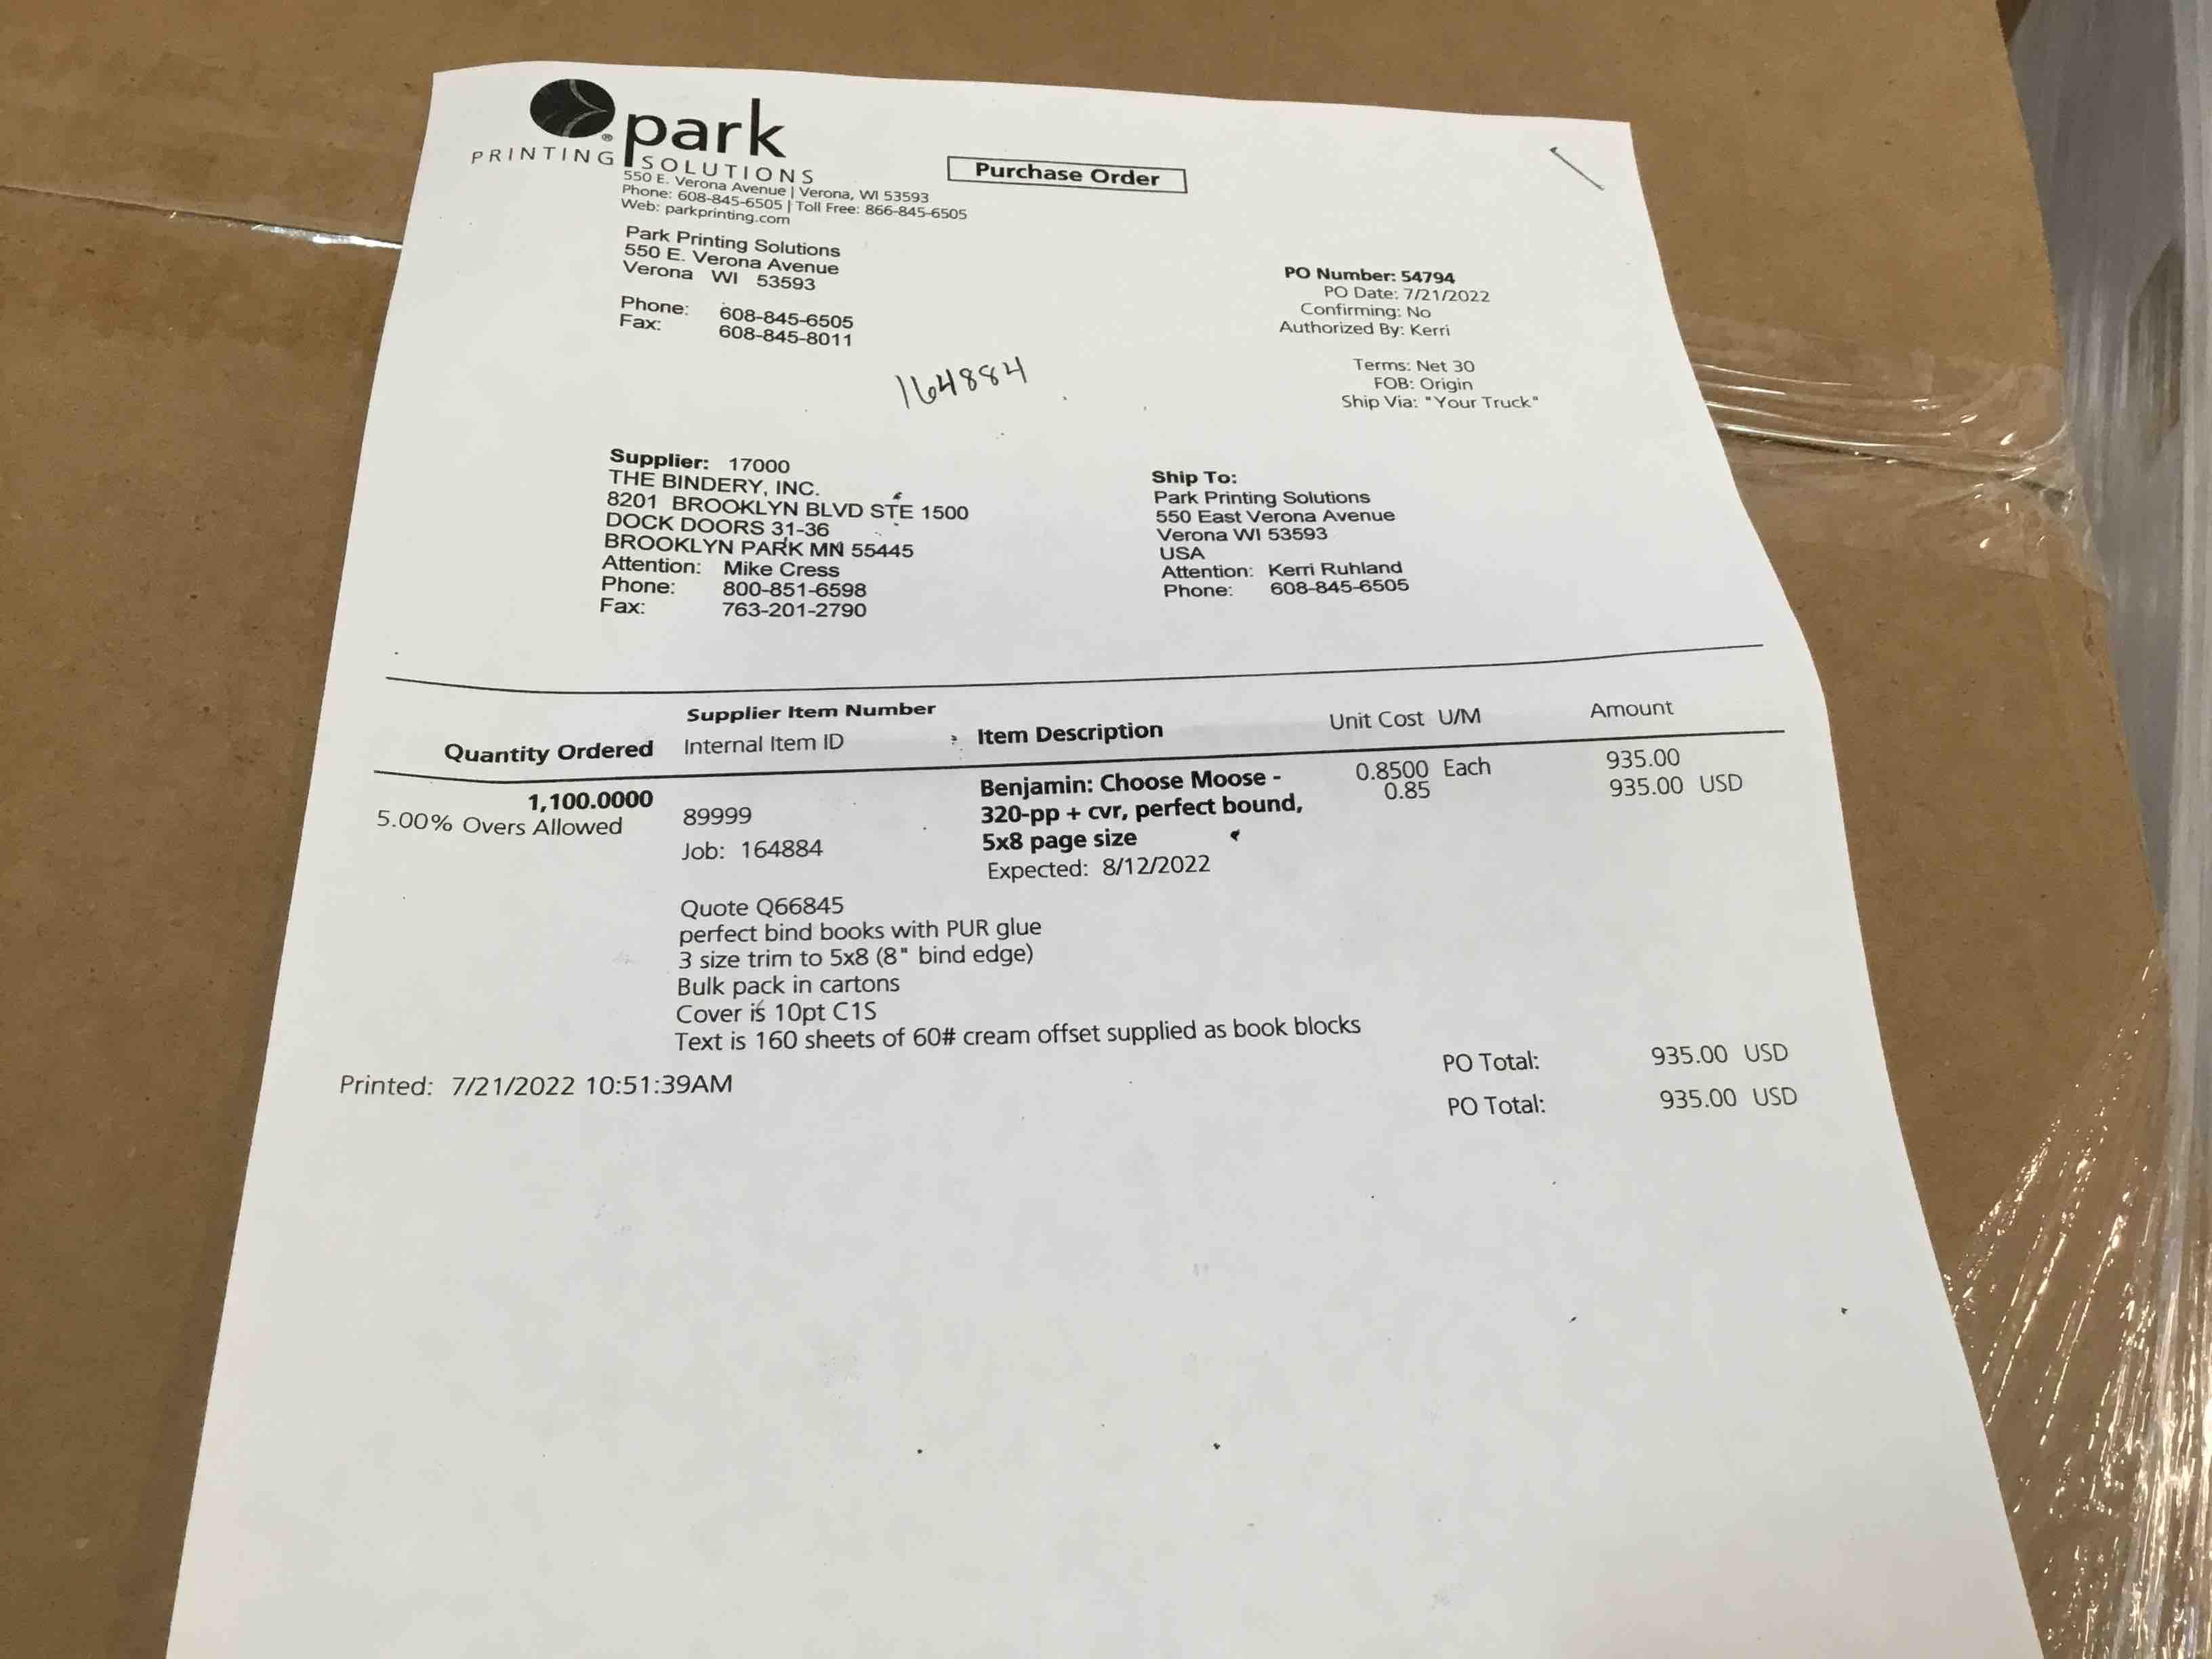 park
PRINTING SOLUTIONS
550 E. Verona Avenue | Verona, WI 53593
Phone: 608-845-6505 | Toll Free: 866-845-6505
Web: parkprinting.com
Purchase Order
Park Printing Solutions
550 E. Verona Avenue
Verona WI 53593
Phone: 608-845-6505
Fax: 608-845-8011
PO Number: 54794
PO Date: 7/21/2022
Confirming: No
Authorized By: Kerri
Terms: Net 30
FOB: Origin
Ship Via: "Your Truck"
164884
Supplier: 17000
THE BINDERY, INC.
8201 BROOKLYN BLVD STE 1500
DOCK DOORS 31-36
BROOKLYN PARK MN 55445
Attention: Mike Cress
Phone: 800-851-6598
Fax: 763-201-2790
Ship To:
Park Printing Solutions
550 East Verona Avenue
Verona WI 53593
USA
Attention: Kerri Ruhland
Phone: 608-845-6505
Supplier Item Number
Quantity Ordered Internal Item ID Item Description Unit Cost U/M Amount
1,100.0000
5.00% Overs Allowed
89999
Job: 164884
Benjamin: Choose Moose -
320-pp + cvr, perfect bound,
5x8 page size
Expected: 8/12/2022
0.8500 Each
0.85
935.00
935.00 USD
Quote Q66845
perfect bind books with PUR glue
3 size trim to 5x8 (8" bind edge)
Bulk pack in cartons
Cover is 10pt C1S
Text is 160 sheets of 60# cream offset supplied as book blocks
PO Total: 935.00 USD
Printed: 7/21/2022 10:51:39AM
PO Total: 935.00 USD